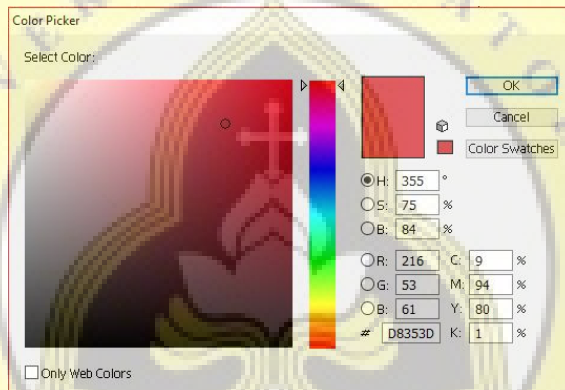 Color Picker
Select Color:
OK
Cancel
Color Swatches
H: 355 °
S: 75 %
B: 84 %
R: 216 C: 9 %
G: 53 M: 94 %
B: 61 Y: 80 %
# D8353D K: 1 %
Only Web Colors